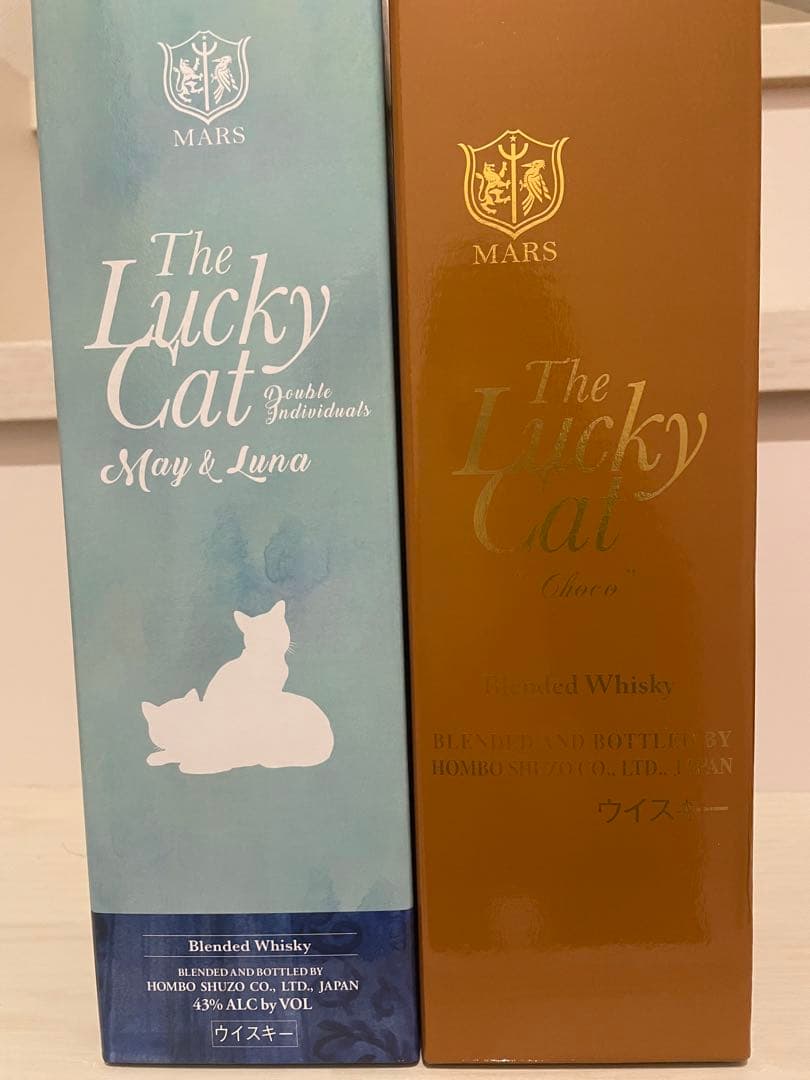 MARS
The
Lucky
Cat
Double
Individuals
May & Luna
Blended Whisky
BLENDED AND BOTTLED BY
HOMBO SHUZO CO., LTD., JAPAN
43% ALC by VOL
ウイスキー
MARS
The
Lucky
Cat
"Choco"
Blended Whisky
BLENDED AND BOTTLED BY
HOMBO SHUZO CO., LTD., JAPAN
ウイスキー